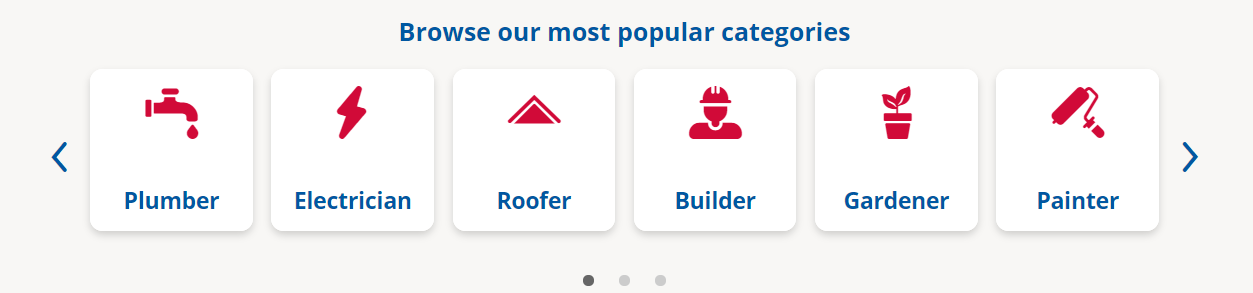 Browse our most popular categories
Plumber
Electrician
Roofer
Builder
Gardener
Painter